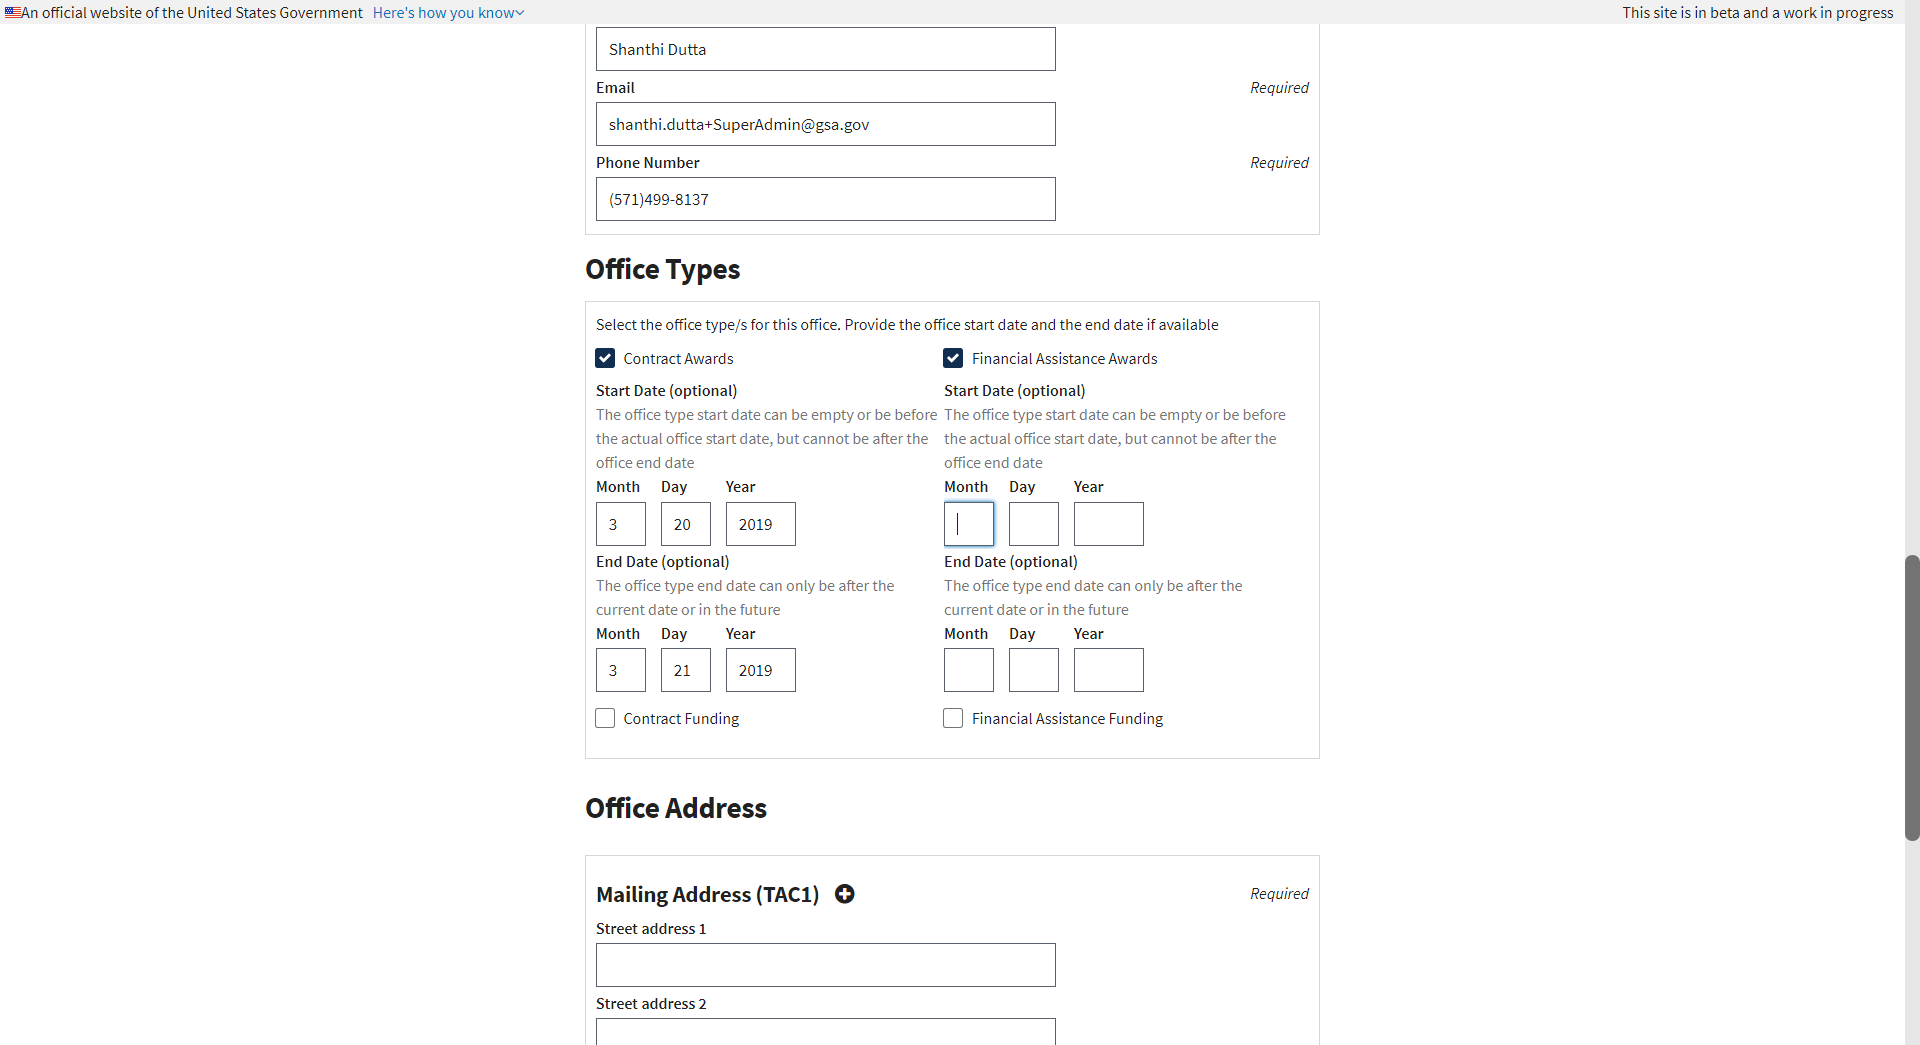 An official website of the United States Government Here's how you know
This site is in beta and a work in progress
Shanthi Dutta
Email Required
shanthi.dutta+SuperAdmin@gsa.gov
Phone Number Required
(571)499-8137
Office Types
Select the office type/s for this office. Provide the office start date and the end date if available
Contract Awards
Start Date (optional)
The office type start date can be empty or be before
the actual office start date, but cannot be after the
office end date
Month Day Year
3 20 2019
End Date (optional)
The office type end date can only be after the
current date or in the future
Month Day Year
3 21 2019
Contract Funding
Financial Assistance Awards
Start Date (optional)
The office type start date can be empty or be before
the actual office start date, but cannot be after the
office end date
Month Day Year
End Date (optional)
The office type end date can only be after the
current date or in the future
Month Day Year
Financial Assistance Funding
Office Address
Mailing Address (TAC1) Required
Street address 1
Street address 2